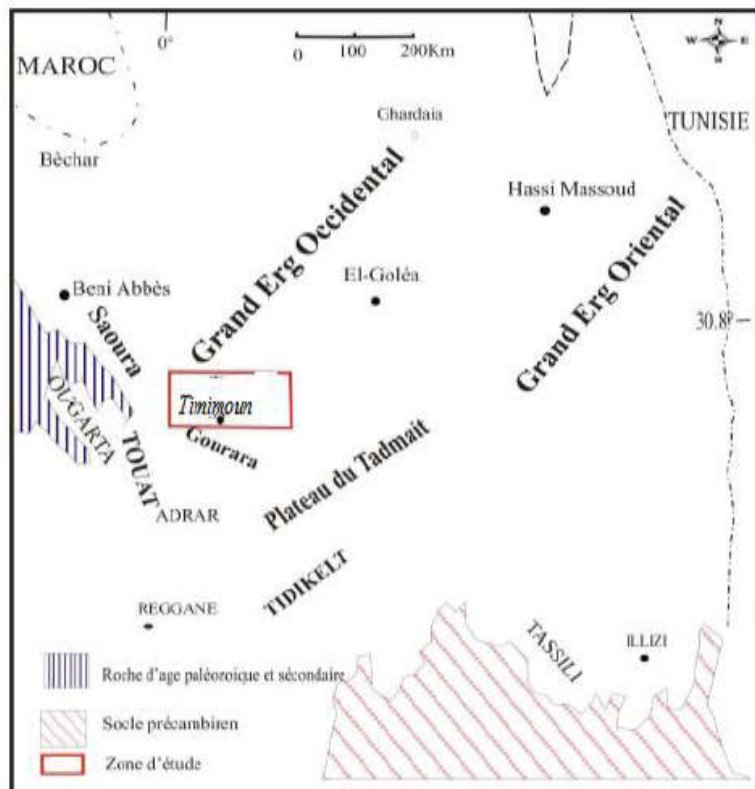 N
W E
S
0°
0 100 200Km
MAROC
Ghardaia
TUNISIE
Bèchar
Hassi Massoud
Grand Erg Occidental
Grand Erg Oriental
El-Goléa
Beni Abbès
Saoura
30.8°
Timimoun
OUGARTA
Gourara
TOUAT
Plateau du Tadmait
ADRAR
TIDIKELT
REGGANE
TASSILI
ILLIZI
Roche d'age paléozoique et sécondaire
Socle précambiren
Zone d'étude